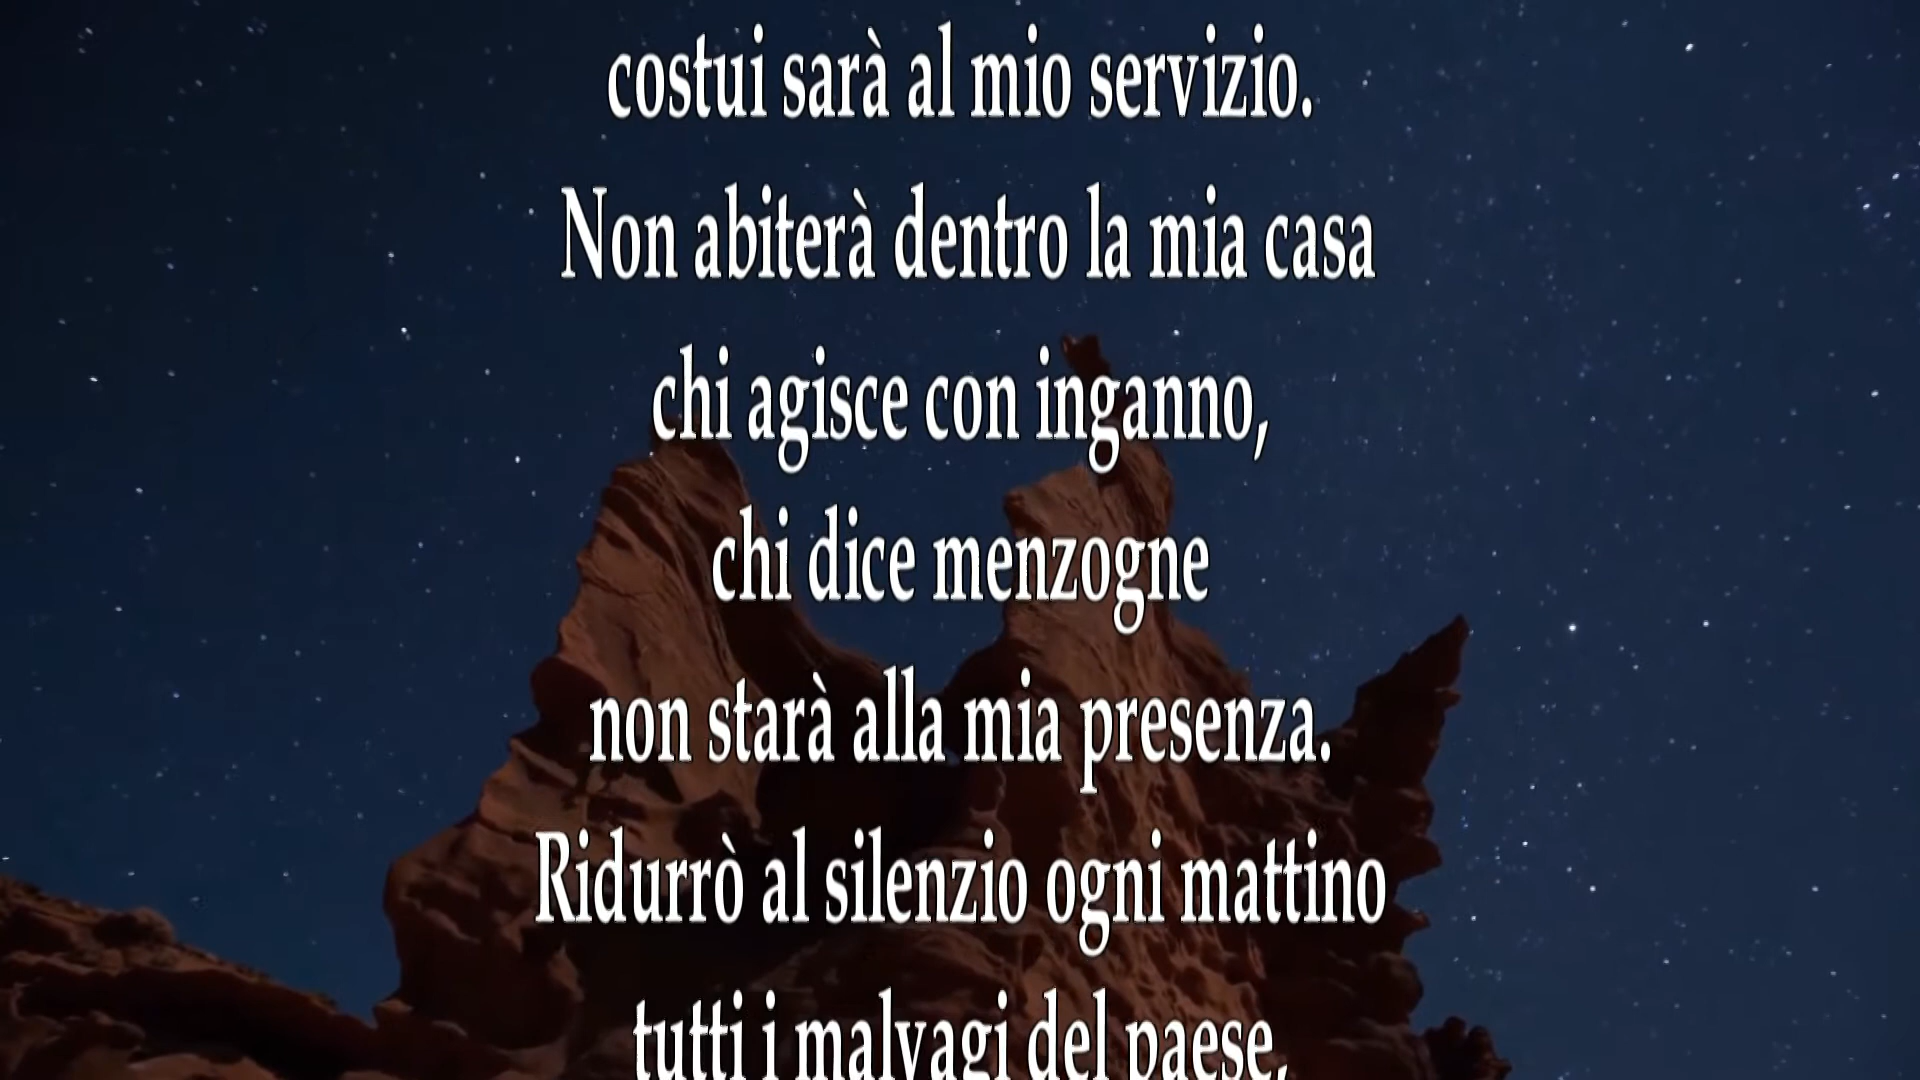 costui sarà al mio servizio.
Non abiterà dentro la mia casa
chi agisce con inganno,
chi dice menzogne
non starà alla mia presenza.
Ridurrò al silenzio ogni mattino
tutti i malvagi del paese,